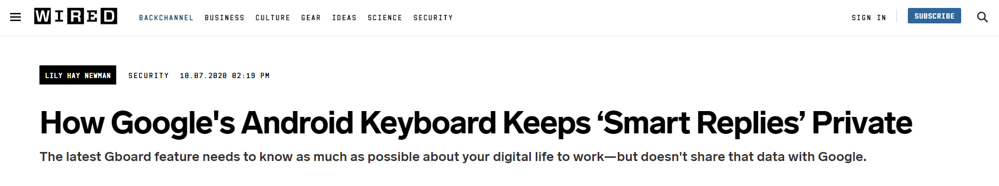 WIRED BACKCHANNEL BUSINESS CULTURE GEAR IDEAS SCIENCE SECURITY SIGN IN SUBSCRIBE
LILY HAY NEWMAN SECURITY 10.07.2020 02:19 PM
How Google's Android Keyboard Keeps ‘Smart Replies’ Private
The latest Gboard feature needs to know as much as possible about your digital life to work—but doesn't share that data with Google.